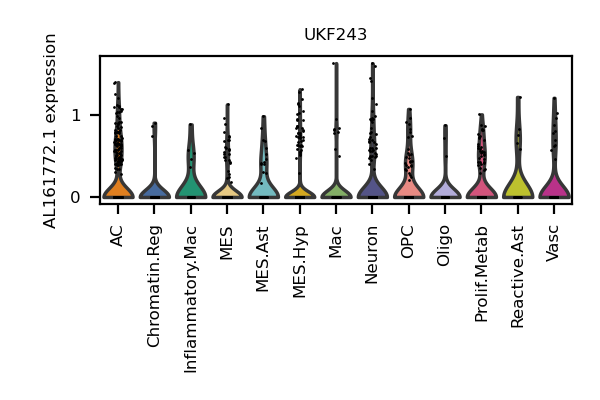 UKF243
AL161772.1 expression
1
0
AC
Chromatin.Reg
Inflammatory.Mac
MES
MES.Ast
MES.Hyp
Mac
Neuron
OPC
Oligo
Prolif.Metab
Reactive.Ast
Vasc